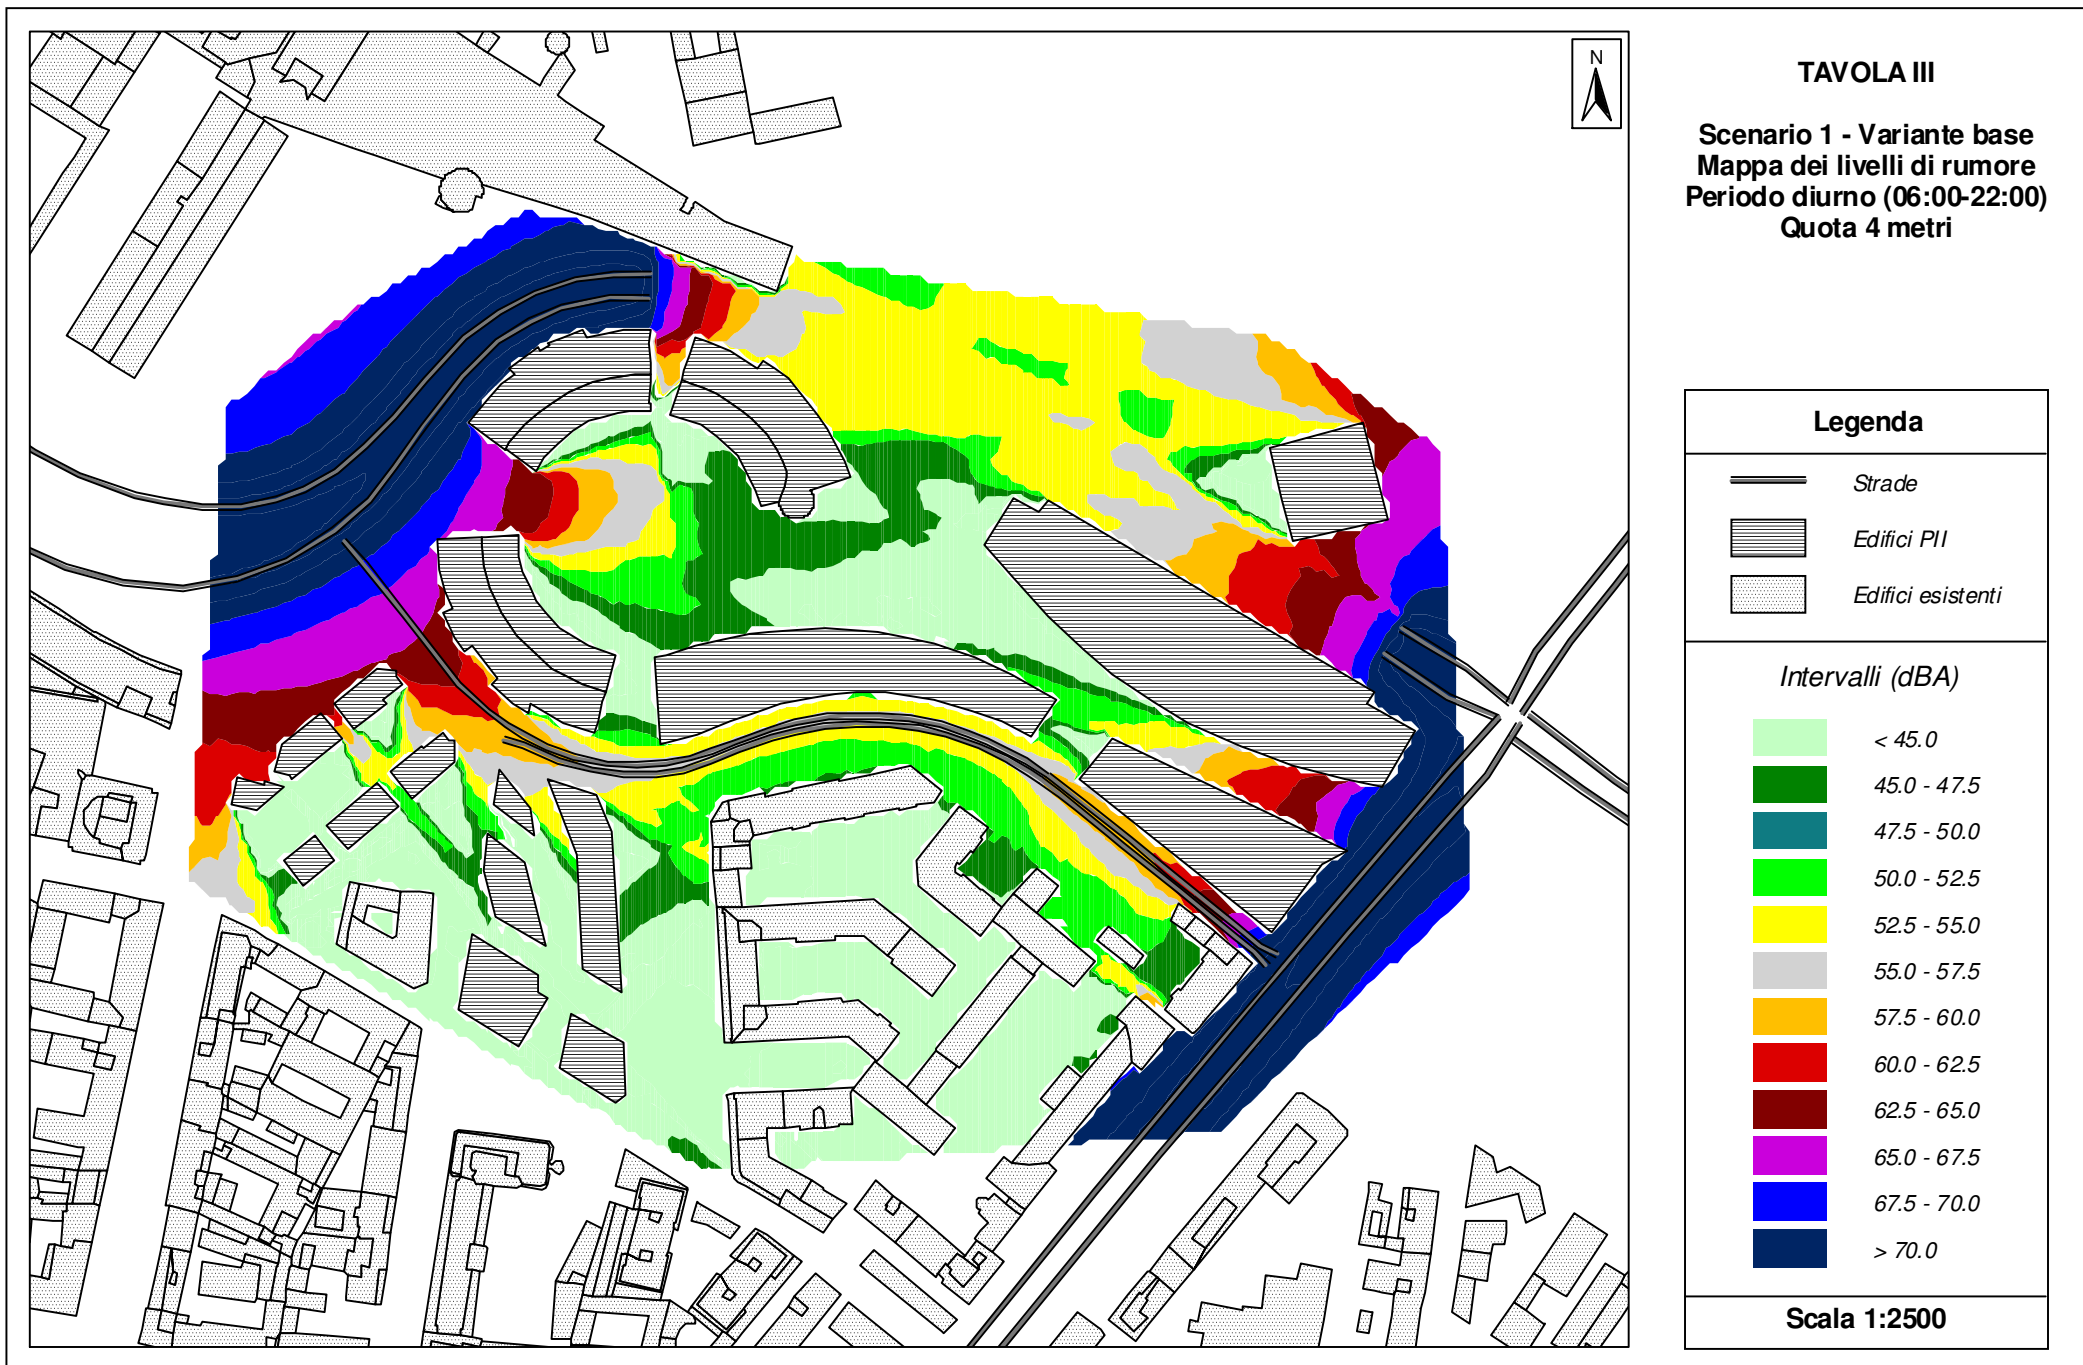 N
TAVOLA III
Scenario 1 - Variante base
Mappa dei livelli di rumore
Periodo diurno (06:00-22:00)
Quota 4 metri
Legenda
Strade
Edifici PII
Edifici esistenti
Intervalli (dBA)
< 45.0
45.0 - 47.5
47.5 - 50.0
50.0 - 52.5
52.5 - 55.0
55.0 - 57.5
57.5 - 60.0
60.0 - 62.5
62.5 - 65.0
65.0 - 67.5
67.5 - 70.0
> 70.0
Scala 1:2500